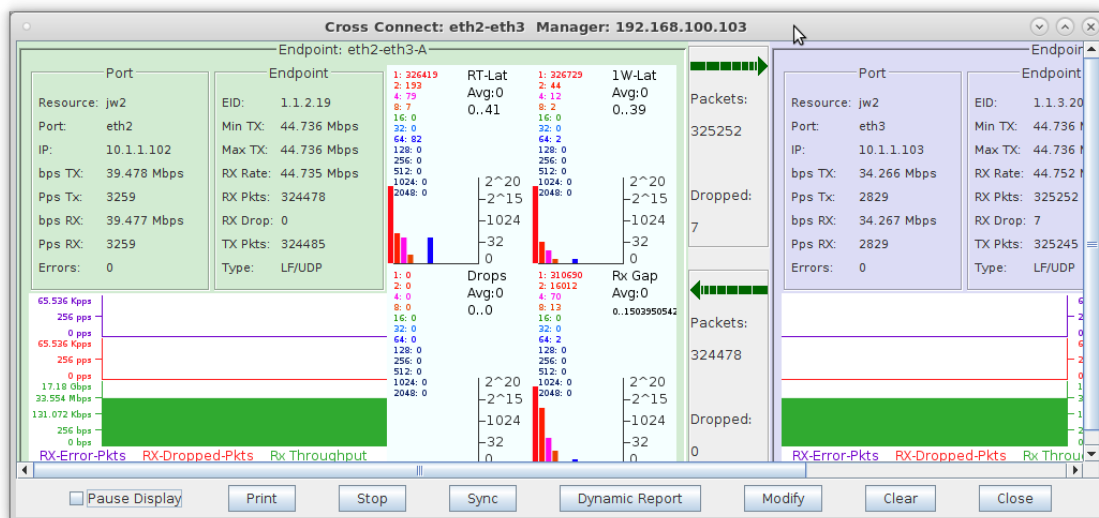 Cross Connect: eth2-eth3 Manager: 192.168.100.103
Endpoint: eth2-eth3-A
Port
Resource: jw2
Port: eth2
IP: 10.1.1.102
bps TX: 39.478 Mbps
Pps Tx: 3259
bps RX: 39.477 Mbps
Pps RX: 3259
Errors: 0
Endpoint
EID: 1.1.2.19
Min TX: 44.736 Mbps
Max TX: 44.736 Mbps
RX Rate: 44.735 Mbps
RX Pkts: 324478
RX Drop: 0
TX Pkts: 324485
Type: LF/UDP
65.536 Kpps
256 pps
0 pps
65.536 Kpps
256 pps
0 pps
17.18 Gbps
33.554 Mbps
131.072 Kbps
256 bps
0 bps
RX-Error-Pkts RX-Dropped-Pkts Rx Throughput
1: 326419
2: 193
4: 79
8: 7
16: 0
32: 0
64: 82
128: 0
256: 0
512: 0
1024: 0
2048: 0
RT-Lat
Avg:0
0..41
2^20
2^15
1024
32
0
1: 326729
2: 44
4: 12
8: 2
16: 0
32: 0
64: 2
128: 0
256: 0
512: 0
1024: 0
2048: 0
1W-Lat
Avg:0
0..39
2^20
2^15
1024
32
0
1: 0
2: 0
4: 0
8: 0
16: 0
32: 0
64: 0
128: 0
256: 0
512: 0
1024: 0
2048: 0
Drops
Avg:0
0..0
2^20
2^15
1024
32
0
1: 310690
2: 16012
4: 70
8: 13
16: 0
32: 0
64: 2
128: 0
256: 0
512: 0
1024: 0
2048: 0
Rx Gap
Avg:0
0..1503950542
2^20
2^15
1024
32
0
Packets:
325252
Dropped:
7
Packets:
324478
Dropped:
0
Endpoin
Port
Resource: jw2
Port: eth3
IP: 10.1.1.103
bps TX: 34.266 Mbps
Pps Tx: 2829
bps RX: 34.267 Mbps
Pps RX: 2829
Errors: 0
Endpoint
EID: 1.1.3.20
Min TX: 44.736 M
Max TX: 44.736 M
RX Rate: 44.752 M
RX Pkts: 325252
RX Drop: 7
TX Pkts: 325245
Type: LF/UDP
RX-Error-Pkts RX-Dropped-Pkts Rx Throu
Pause Display
Print
Stop
Sync
Dynamic Report
Modify
Clear
Close